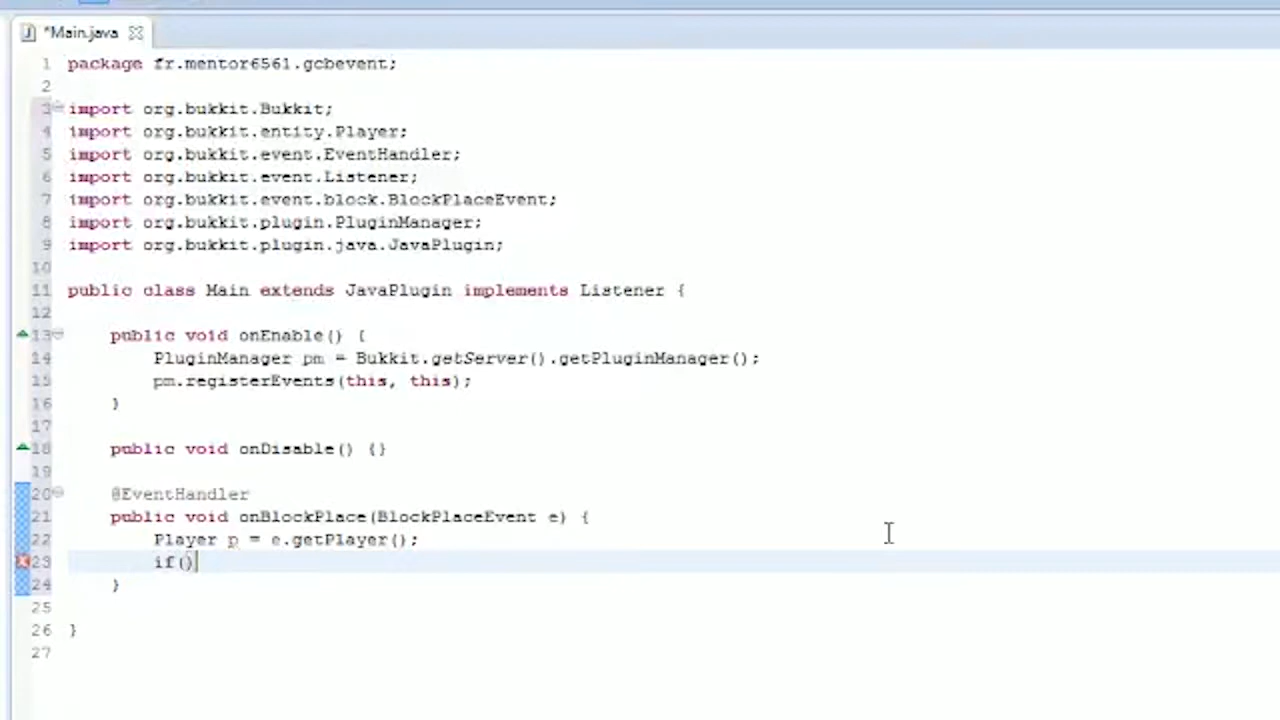 *Main.java
1 package fr.mentor6561.gcbevent;
2
3 import org.bukkit.Bukkit;
4 import org.bukkit.entity.Player;
5 import org.bukkit.event.EventHandler;
6 import org.bukkit.event.Listener;
7 import org.bukkit.event.block.BlockPlaceEvent;
8 import org.bukkit.plugin.PluginManager;
9 import org.bukkit.plugin.java.JavaPlugin;
10
11 public class Main extends JavaPlugin implements Listener {
12
13 public void onEnable() {
14 PluginManager pm = Bukkit.getServer().getPluginManager();
15 pm.registerEvents(this, this);
16 }
17
18 public void onDisable() {}
19
20 @EventHandler
21 public void onBlockPlace(BlockPlaceEvent e) {
22 Player p = e.getPlayer();
23 if()
24 }
25
26 }
27